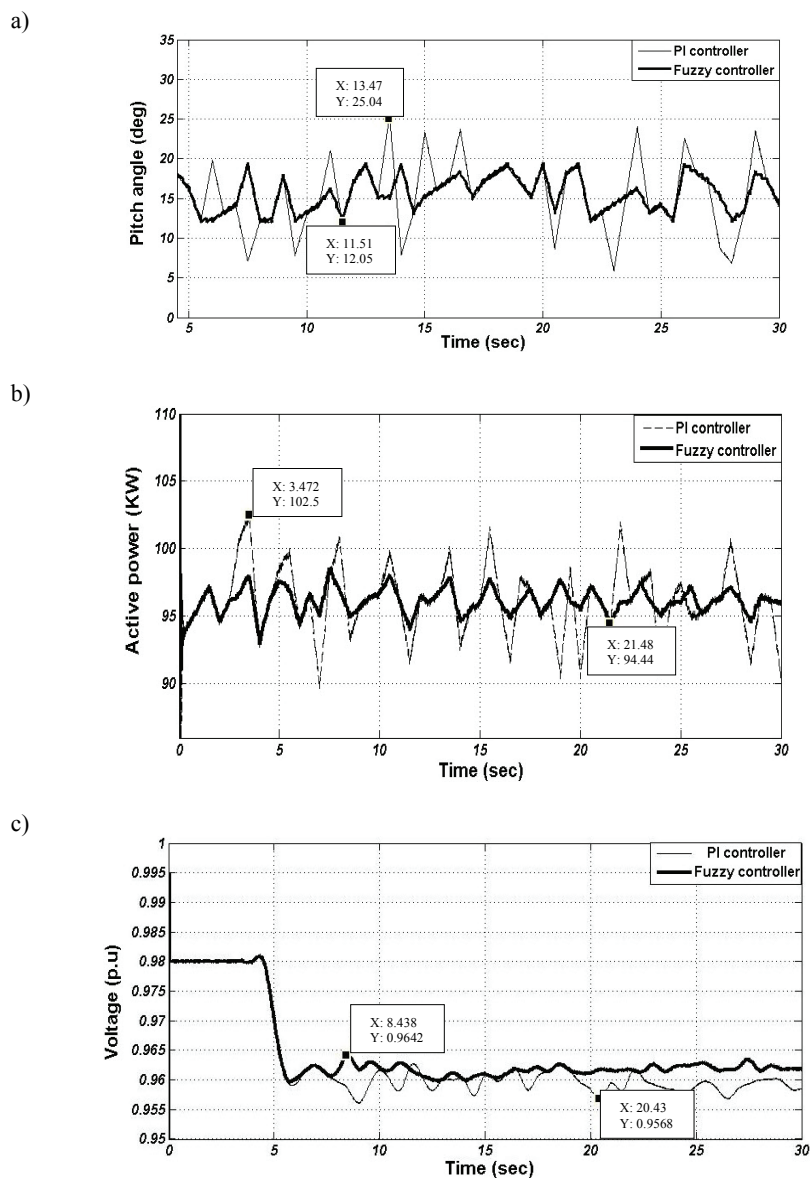 a)
35
30
25
20
15
10
5
0
Pitch angle (deg)
PI controller
Fuzzy controller
X: 13.47
Y: 25.04
X: 11.51
Y: 12.05
5
10
15
20
25
30
Time (sec)
b)
110
105
100
95
90
Active power (KW)
PI controller
Fuzzy controller
X: 3.472
Y: 102.5
X: 21.48
Y: 94.44
0
5
10
15
20
25
30
Time (sec)
c)
1
0.995
0.99
0.985
0.98
0.975
0.97
0.965
0.96
0.955
0.95
Voltage (p.u)
PI controller
Fuzzy controller
X: 8.438
Y: 0.9642
X: 20.43
Y: 0.9568
0
5
10
15
20
25
30
Time (sec)